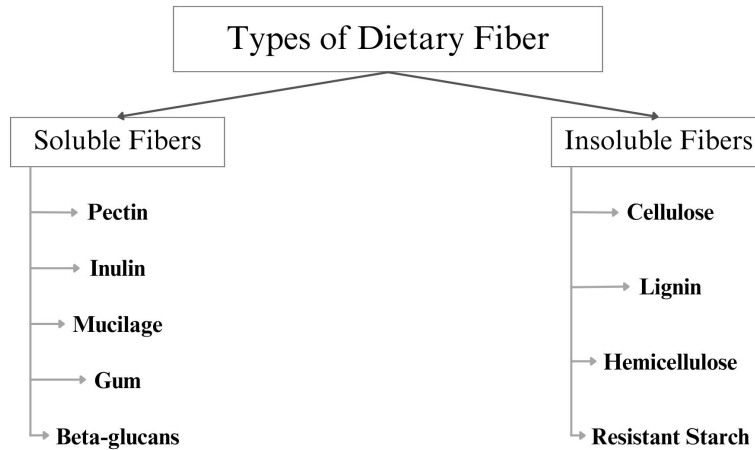 Types of Dietary Fiber
Soluble Fibers
Pectin
Inulin
Mucilage
Gum
Beta-glucans
Insoluble Fibers
Cellulose
Lignin
Hemicellulose
Resistant Starch